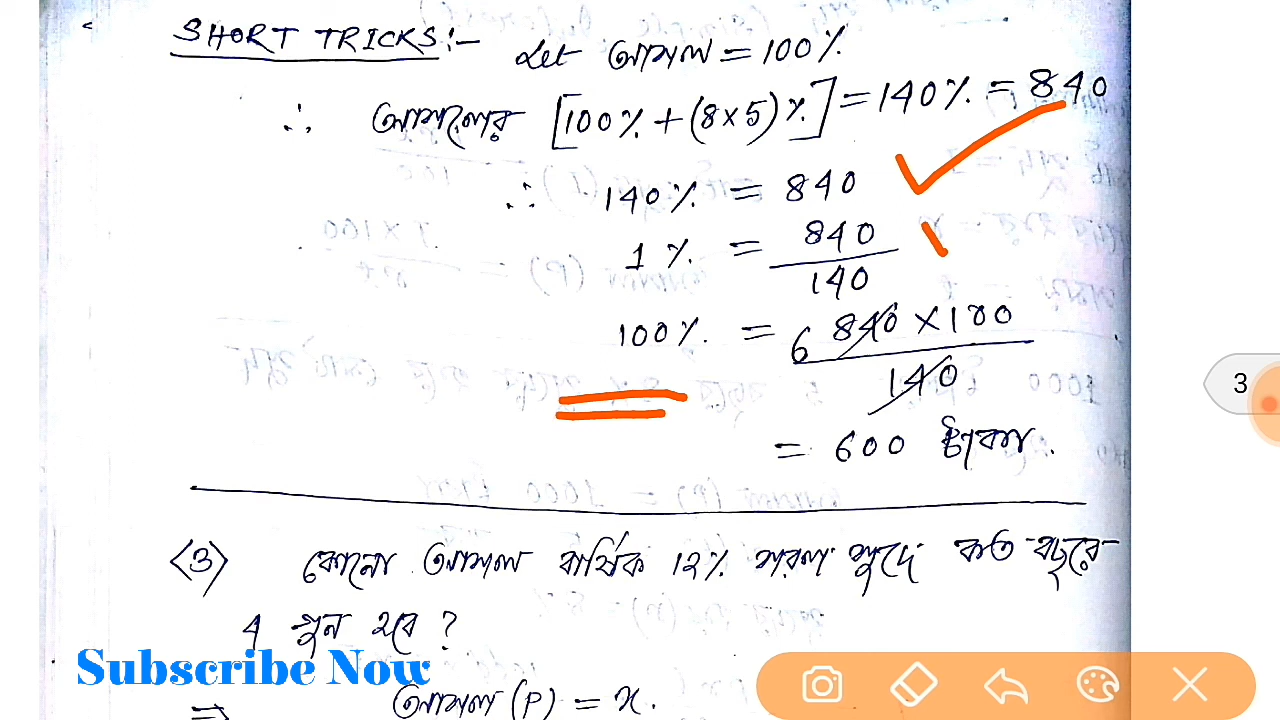 SHORT TRICKS:- Let আসল = 100%
∴ আসলের [100% + (8×5)%] = 140% = 840
∴ 140% = 840
1% = 840/140
100% = 6 840 × 100 / 140
= 600 টাকা.
<3> কোনো আসল বার্ষিক 12% সরল সুদে কত বছরে
4 গুন হবে ?
Subscribe Now
⇒ আসল (P) = x.
3